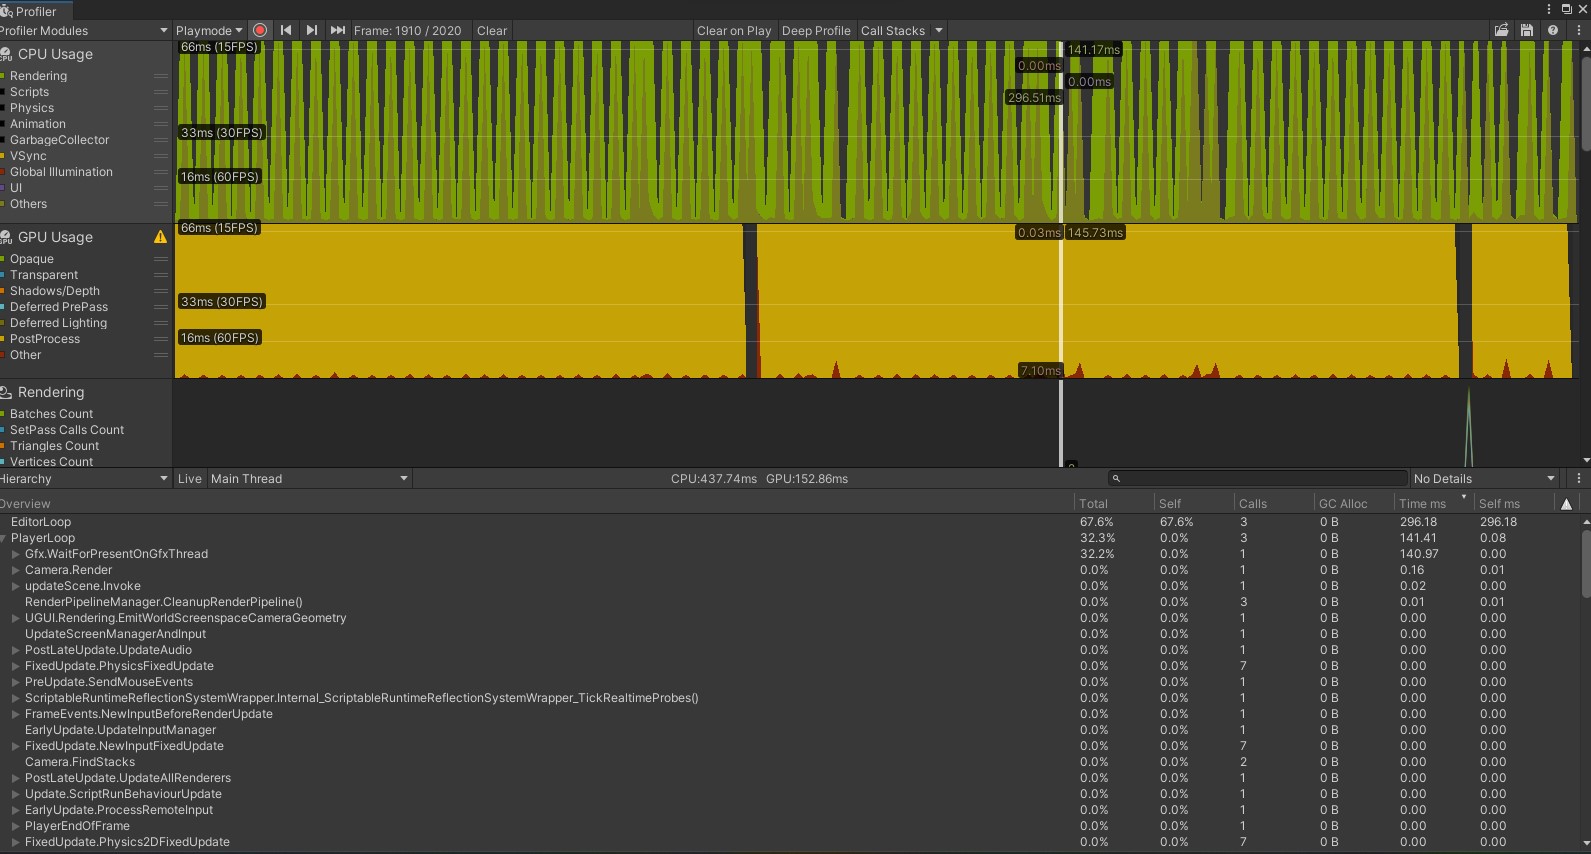 Profiler
Profiler Modules Playmode Frame: 1910 / 2020 Clear Clear on Play Deep Profile Call Stacks
CPU Usage
Rendering
Scripts
Physics
Animation
GarbageCollector
VSync
Global Illumination
UI
Others
66ms (15FPS)
33ms (30FPS)
16ms (60FPS)
141.17ms
0.00ms
0.00ms
296.51ms
GPU Usage
Opaque
Transparent
Shadows/Depth
Deferred PrePass
Deferred Lighting
PostProcess
Other
66ms (15FPS)
33ms (30FPS)
16ms (60FPS)
0.03ms 145.73ms
7.10ms
Rendering
Batches Count
SetPass Calls Count
Triangles Count
Vertices Count
Hierarchy Live Main Thread CPU:437.74ms GPU:152.86ms No Details
Overview Total Self Calls GC Alloc Time ms Self ms
EditorLoop 67.6% 67.6% 3 0 B 296.18 296.18
PlayerLoop 32.3% 0.0% 3 0 B 141.41 0.08
Gfx.WaitForPresentOnGfxThread 32.2% 0.0% 1 0 B 140.97 0.00
Camera.Render 0.0% 0.0% 1 0 B 0.16 0.01
updateScene.Invoke 0.0% 0.0% 1 0 B 0.02 0.00
RenderPipelineManager.CleanupRenderPipeline() 0.0% 0.0% 3 0 B 0.01 0.01
UGUI.Rendering.EmitWorldScreenspaceCameraGeometry 0.0% 0.0% 1 0 B 0.00 0.00
UpdateScreenManagerAndInput 0.0% 0.0% 1 0 B 0.00 0.00
PostLateUpdate.UpdateAudio 0.0% 0.0% 1 0 B 0.00 0.00
FixedUpdate.PhysicsFixedUpdate 0.0% 0.0% 7 0 B 0.00 0.00
PreUpdate.SendMouseEvents 0.0% 0.0% 1 0 B 0.00 0.00
ScriptableRuntimeReflectionSystemWrapper.Internal_ScriptableRuntimeReflectionSystemWrapper_TickRealtimeProbes() 0.0% 0.0% 1 0 B 0.00 0.00
FrameEvents.NewInputBeforeRenderUpdate 0.0% 0.0% 1 0 B 0.00 0.00
EarlyUpdate.UpdateInputManager 0.0% 0.0% 1 0 B 0.00 0.00
FixedUpdate.NewInputFixedUpdate 0.0% 0.0% 7 0 B 0.00 0.00
Camera.FindStacks 0.0% 0.0% 2 0 B 0.00 0.00
PostLateUpdate.UpdateAllRenderers 0.0% 0.0% 1 0 B 0.00 0.00
Update.ScriptRunBehaviourUpdate 0.0% 0.0% 1 0 B 0.00 0.00
EarlyUpdate.ProcessRemoteInput 0.0% 0.0% 1 0 B 0.00 0.00
PlayerEndOfFrame 0.0% 0.0% 1 0 B 0.00 0.00
FixedUpdate.Physics2DFixedUpdate 0.0% 0.0% 7 0 B 0.00 0.00